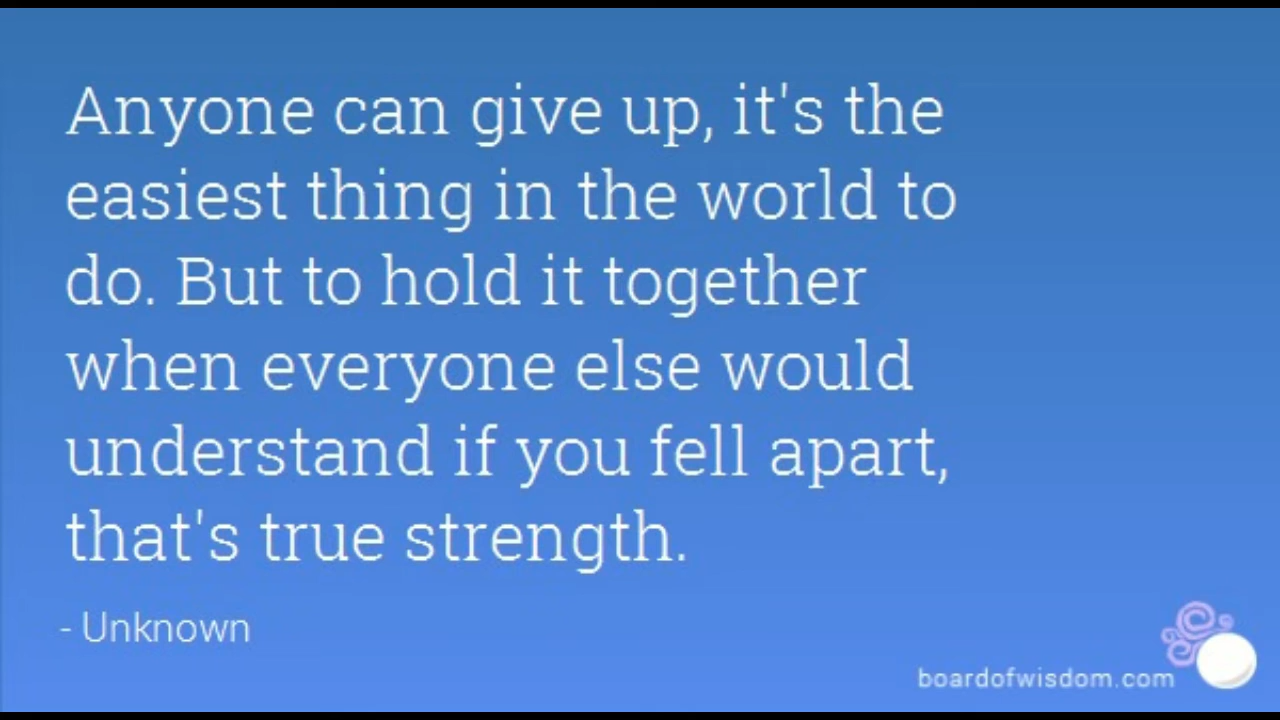 Anyone can give up, it's the
easiest thing in the world to
do. But to hold it together
when everyone else would
understand if you fell apart,
that's true strength.
- Unknown
boardofwisdom.com